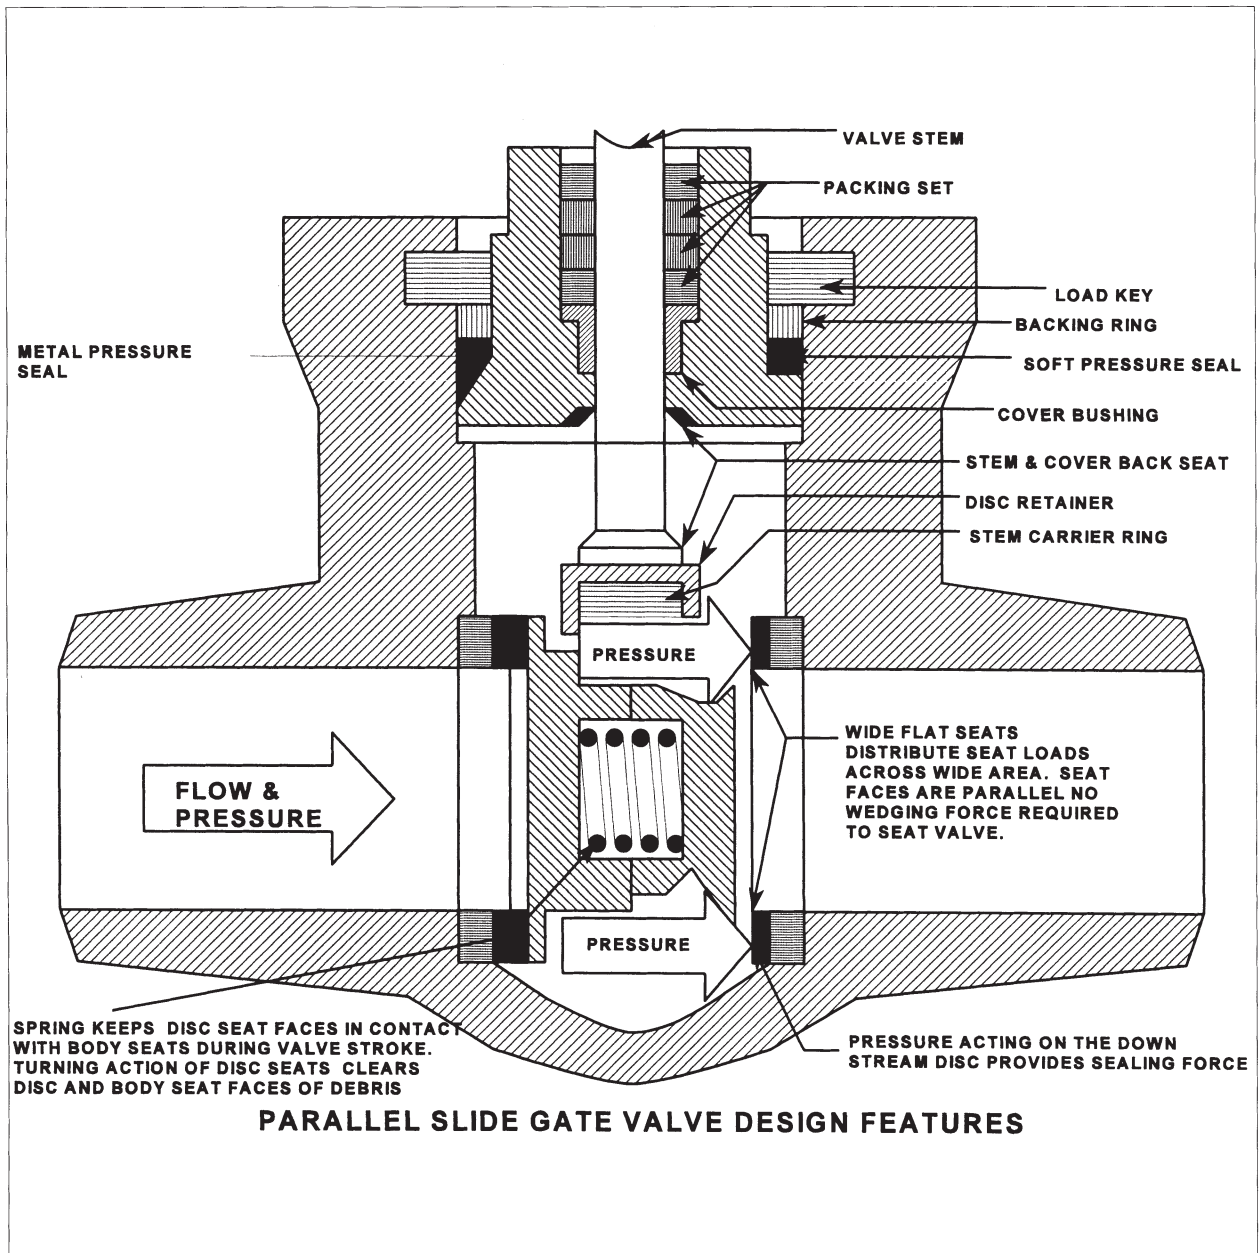 VALVE STEM
PACKING SET
LOAD KEY
BACKING RING
METAL PRESSURE
SEAL
SOFT PRESSURE SEAL
COVER BUSHING
STEM & COVER BACK SEAT
DISC RETAINER
STEM CARRIER RING
PRESSURE
WIDE FLAT SEATS
DISTRIBUTE SEAT LOADS
ACROSS WIDE AREA. SEAT
FACES ARE PARALLEL NO
WEDGING FORCE REQUIRED
TO SEAT VALVE.
FLOW &
PRESSURE
PRESSURE
SPRING KEEPS DISC SEAT FACES IN CONTACT
WITH BODY SEATS DURING VALVE STROKE.
TURNING ACTION OF DISC SEATS CLEARS
DISC AND BODY SEAT FACES OF DEBRIS
PRESSURE ACTING ON THE DOWN
STREAM DISC PROVIDES SEALING FORCE
PARALLEL SLIDE GATE VALVE DESIGN FEATURES